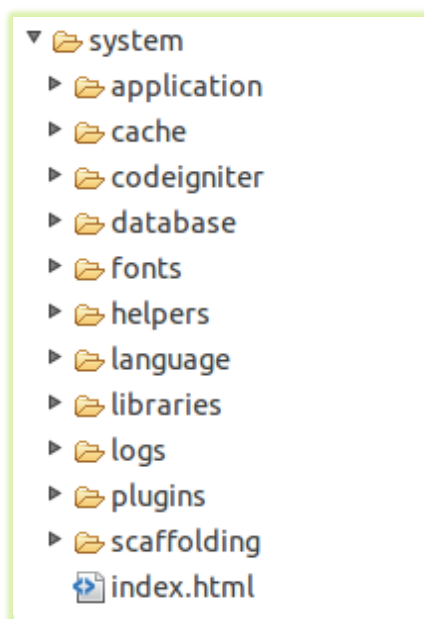 system
application
cache
codeigniter
database
fonts
helpers
language
libraries
logs
plugins
scaffolding
index.html